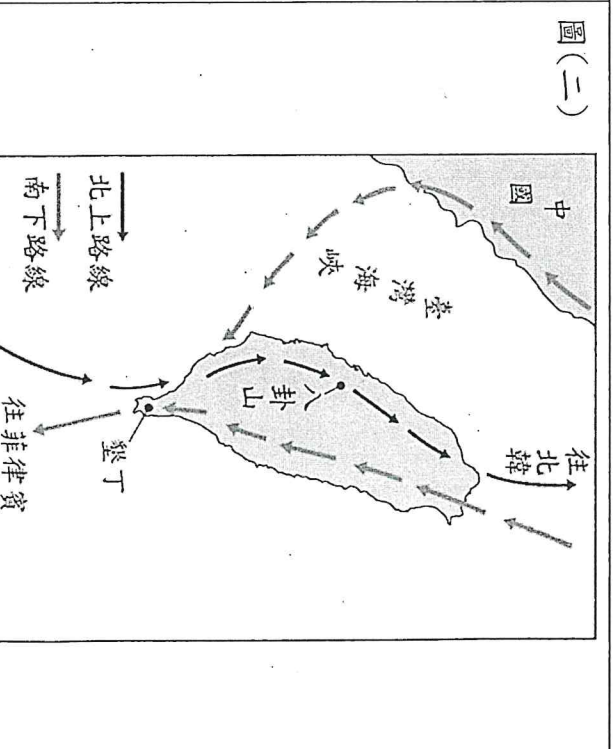 圖(二)
中國
臺灣海峽
往北韓
八卦山
墾丁
往菲律賓
北上路線
南下路線